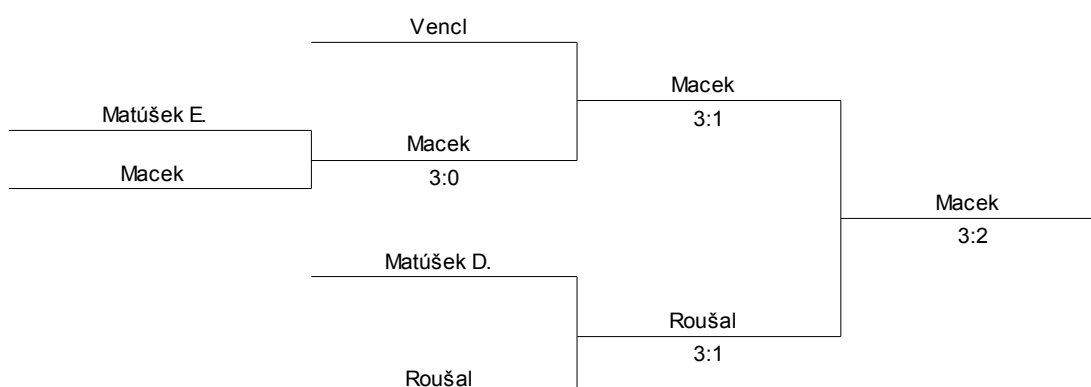 Vencl
Macek
3:1
Matúšek E.
Macek
3:0
Macek
Macek
3:2
Matúšek D.
Roušal
3:1
Roušal